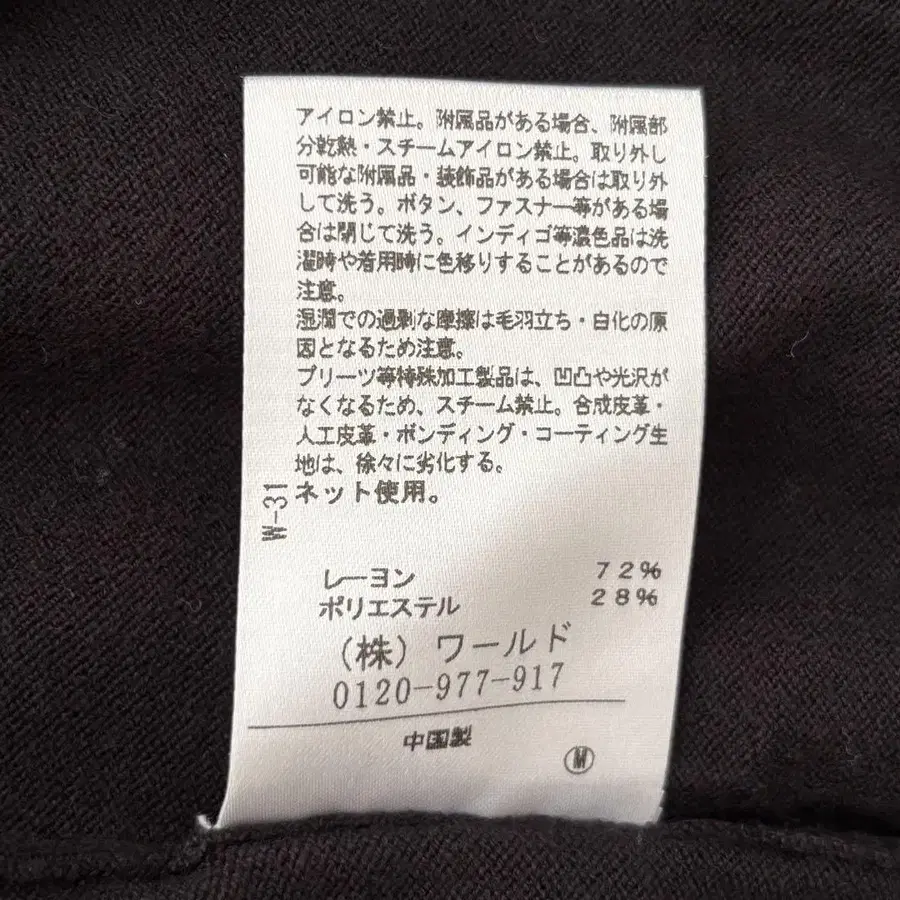 アイロン禁止。附属品がある場合、附属部
分乾熱・スチームアイロン禁止。取り外し
可能な附属品・装飾品がある場合は取り外
して洗う。ボタン、ファスナー等がある場
合は閉じて洗う。インディゴ等濃色品は洗
濯時や着用時に色移りすることがあるので
注意。
湿潤での過剰な摩擦は毛羽立ち・白化の原
因となるため注意。
プリーツ等特殊加工製品は、凹凸や光沢が
なくなるため、スチーム禁止。合成皮革・
人工皮革・ボンディング・コーティング生
地は、徐々に劣化する。
ネット使用。
W-31
レーヨン 72%
ポリエステル 28%
(株)ワールド
0120-977-917
中国製
M